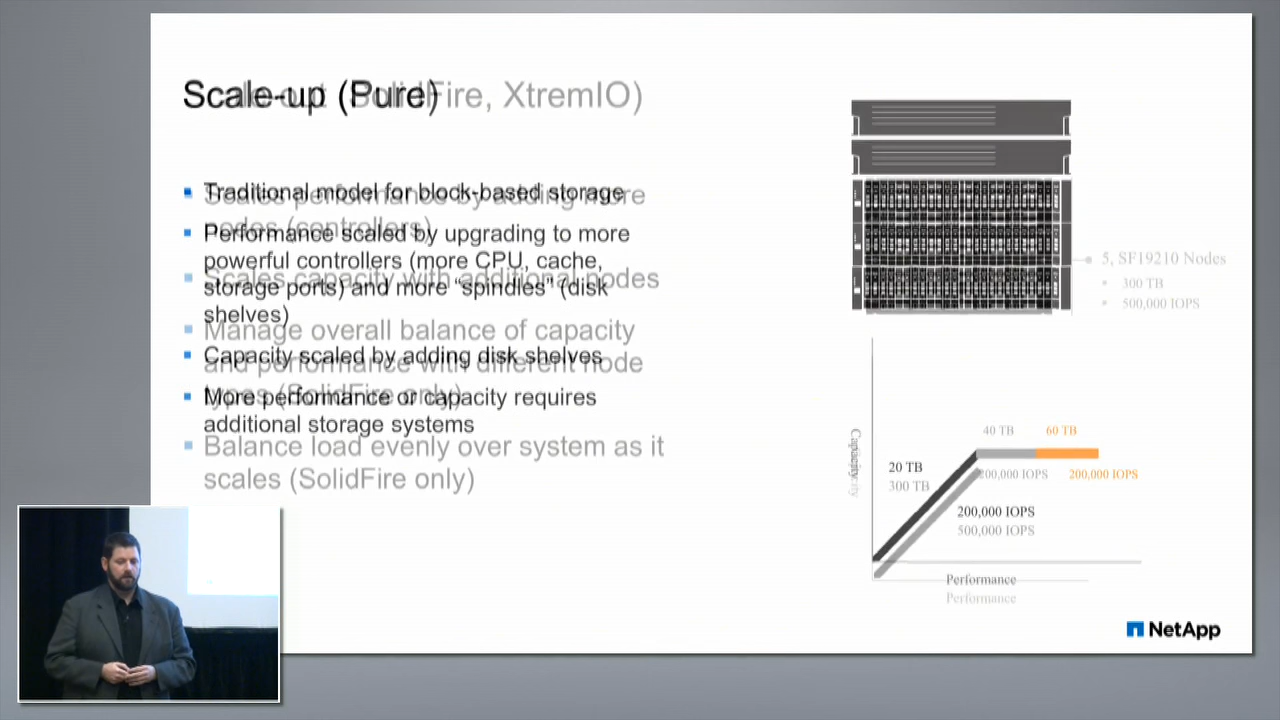 Scale-up (Pure)
Scale-out (SolidFire, XtremIO)
Traditional model for block-based storage
Performance scaled by upgrading to more
powerful controllers (more CPU, cache,
storage ports) and more “spindles” (disk
shelves)
Capacity scaled by adding disk shelves
More performance or capacity requires
additional storage systems
Scales performance by adding more
nodes (controllers)
Scales capacity with additional nodes
Manage overall balance of capacity
and performance with different node
types (SolidFire only)
Balance load evenly over system as it
scales (SolidFire only)
5, SF19210 Nodes
300 TB
500,000 IOPS
Capacity
40 TB
60 TB
20 TB
300 TB
200,000 IOPS
200,000 IOPS
200,000 IOPS
500,000 IOPS
Performance
Performance
NetApp